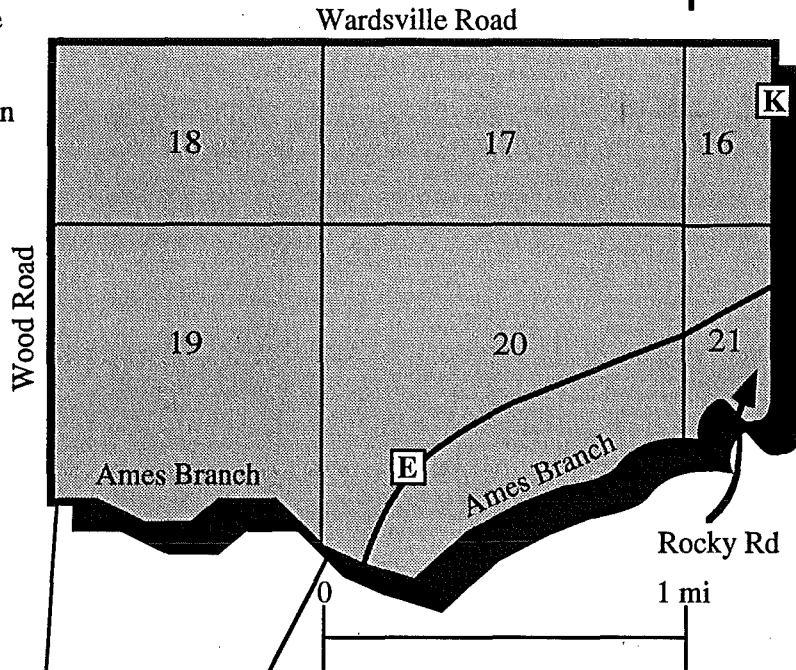 Wardsville Road
K
18 17 16
Wood Road
19 20 21
E
Ames Branch
Ames Branch
Rocky Rd
0 1 mi